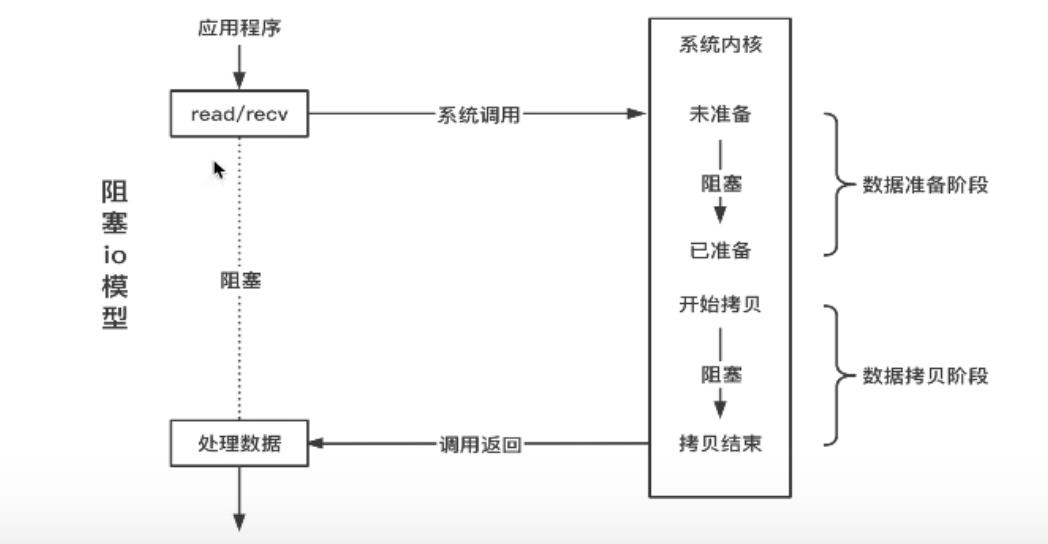 应用程序
系统内核
read/recv
系统调用
未准备
阻塞
数据准备阶段
已准备
阻塞io模型
阻塞
开始拷贝
阻塞
数据拷贝阶段
处理数据
调用返回
拷贝结束